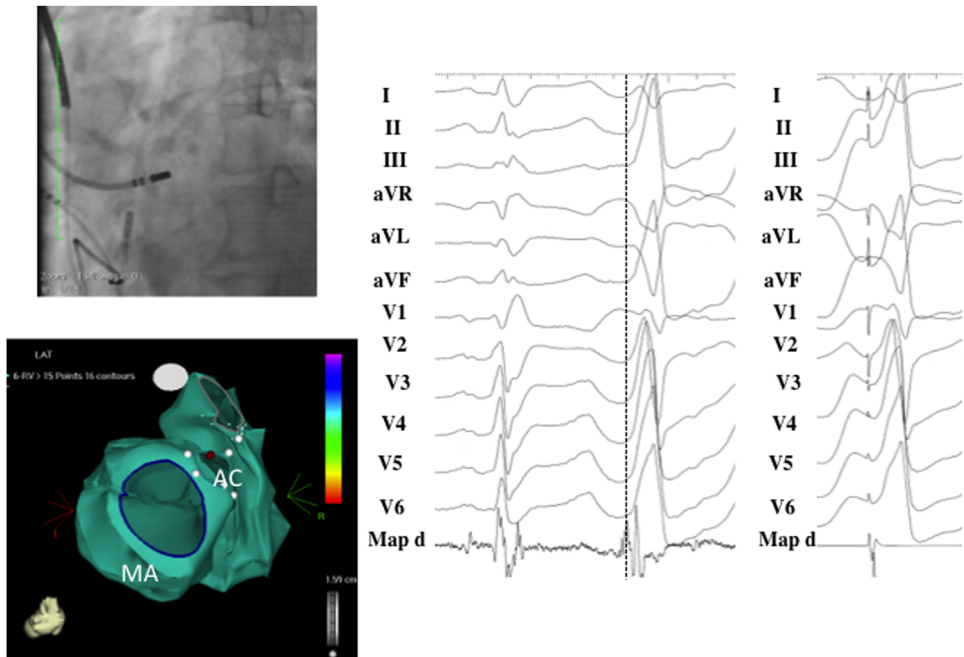 LAT
6-RV > 15 Points 16 contours
AC
R
L
MA
1.59 cm
I
II
III
aVR
aVL
aVF
V1
V2
V3
V4
V5
V6
Map d
I
II
III
aVR
aVL
aVF
V1
V2
V3
V4
V5
V6
Map d